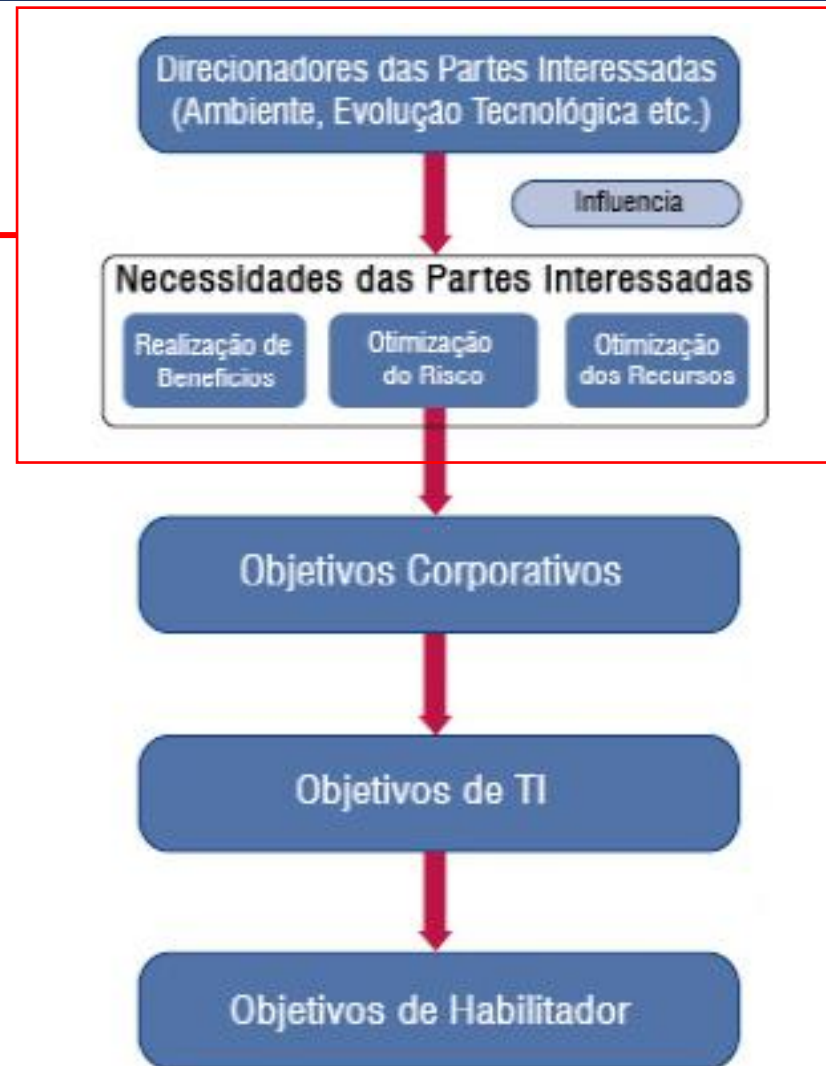 Direcionadores das Partes Interessadas
(Ambiente, Evolução Tecnológica etc.)
Influencia
Necessidades das Partes Interessadas
Realização de
Benefícios
Otimização
do Risco
Otimização
dos Recursos
Objetivos Corporativos
Objetivos de TI
Objetivos de Habilitador